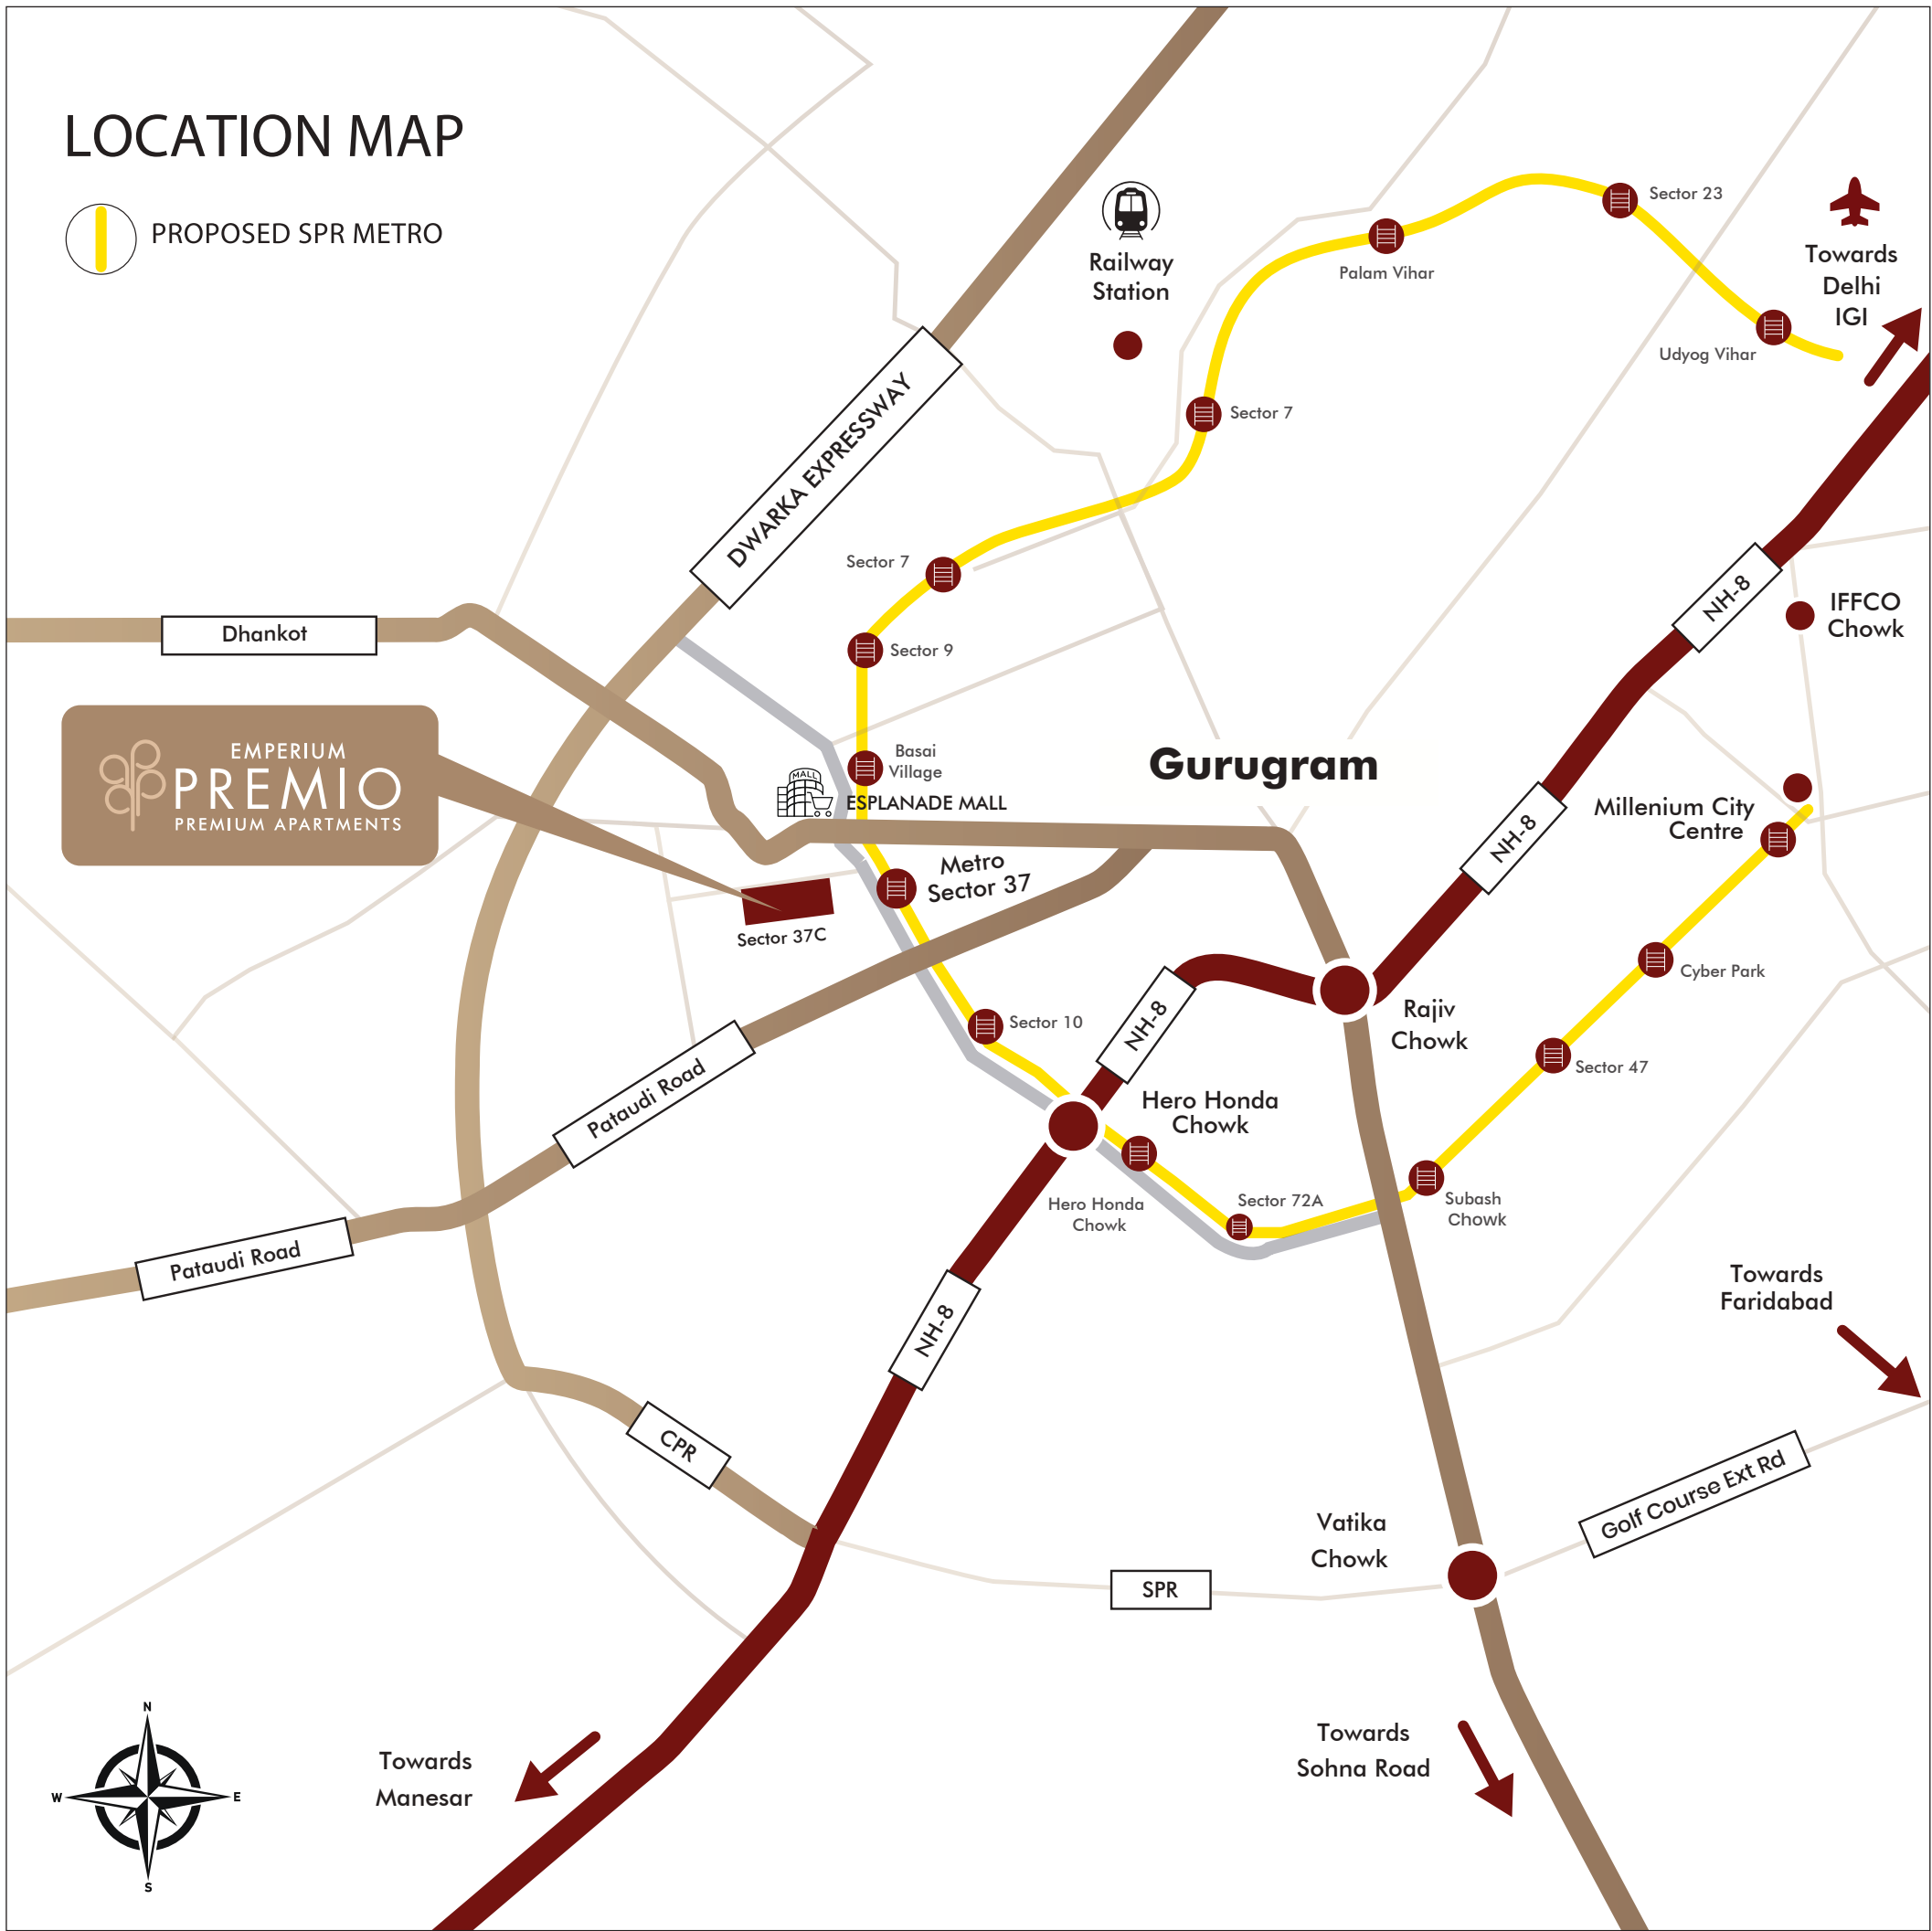 LOCATION MAP
PROPOSED SPR METRO
Railway
Station
Sector 23
Palam Vihar
Towards
Delhi
IGI
Udyog Vihar
Sector 7
DWARKA EXPRESSWAY
Sector 7
Sector 9
NH-8
IFFCO
Chowk
Dhankot
EMPERIUM
PREMIO
PREMIUM APARTMENTS
Basai
Village
MALL
ESPLANADE MALL
Gurugram
Millenium City
Centre
NH-8
Metro
Sector 37
Sector 37C
Cyber Park
Rajiv
Chowk
Sector 10
NH-8
Sector 47
Pataudi Road
Hero Honda
Chowk
Hero Honda
Chowk
Sector 72A
Subash
Chowk
Pataudi Road
Towards
Faridabad
NH-8
CPR
Golf Course Ext Rd
Vatika
Chowk
SPR
Towards
Manesar
Towards
Sohna Road
N
W
E
S